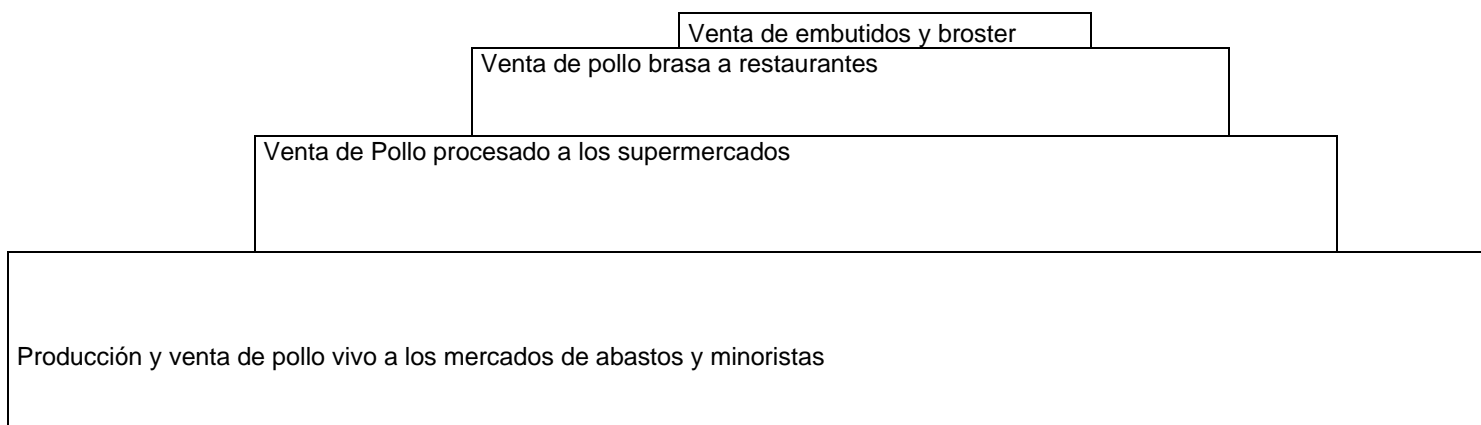 Venta de embutidos y broster
Venta de pollo brasa a restaurantes
Venta de Pollo procesado a los supermercados
Producción y venta de pollo vivo a los mercados de abastos y minoristas